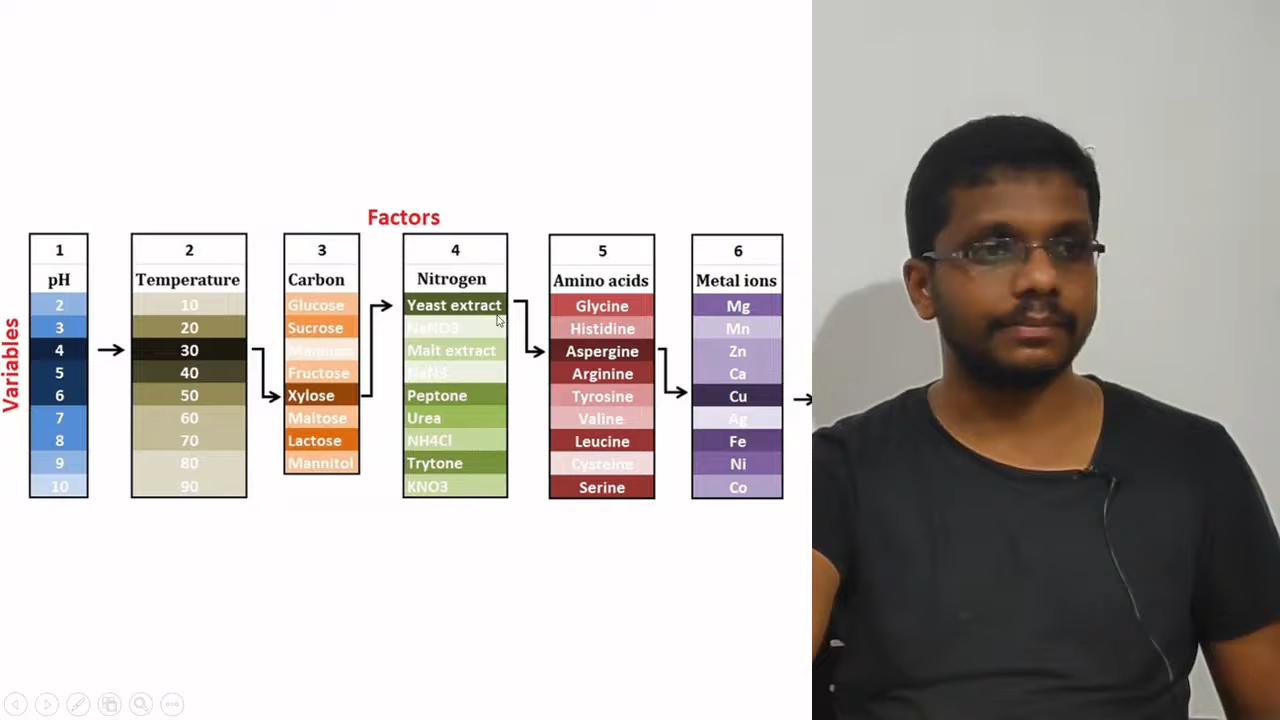 Factors
Variables
1
pH
2
3
4
5
6
7
8
9
10
2
Temperature
10
20
30
40
50
60
70
80
90
3
Carbon
Glucose
Sucrose
Fructose
Xylose
Maltose
Lactose
Mannitol
4
Nitrogen
Yeast extract
NaNO3
Malt extract
Peptone
Urea
NH4Cl
Trytone
KNO3
5
Amino acids
Glycine
Histidine
Aspergine
Arginine
Tyrosine
Valine
Leucine
Cysteine
Serine
6
Metal ions
Mg
Mn
Zn
Ca
Cu
Ag
Fe
Ni
Co